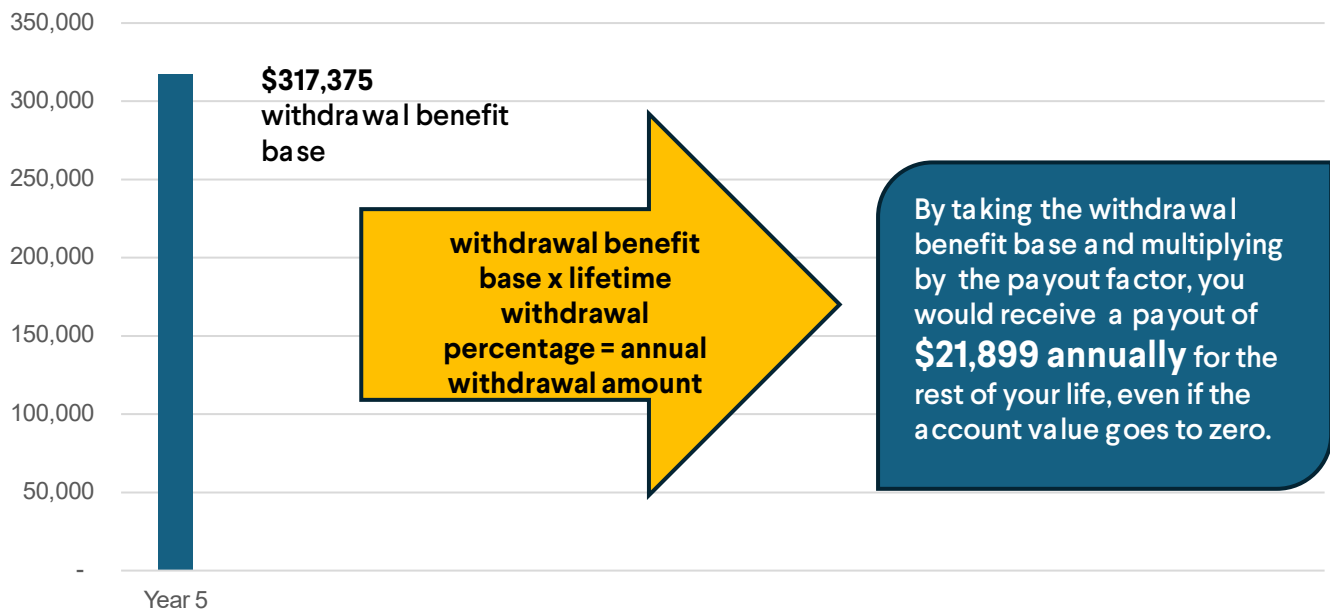 350,000
300,000
250,000
200,000
150,000
100,000
50,000
-
Year 5
$317,375
withdrawal benefit
base
withdrawal benefit
base x lifetime
withdrawal
percentage = annual
withdrawal amount
By taking the withdrawal
benefit base and multiplying
by the payout factor, you
would receive a payout of
$21,899 annually for the
rest of your life, even if the
account value goes to zero.